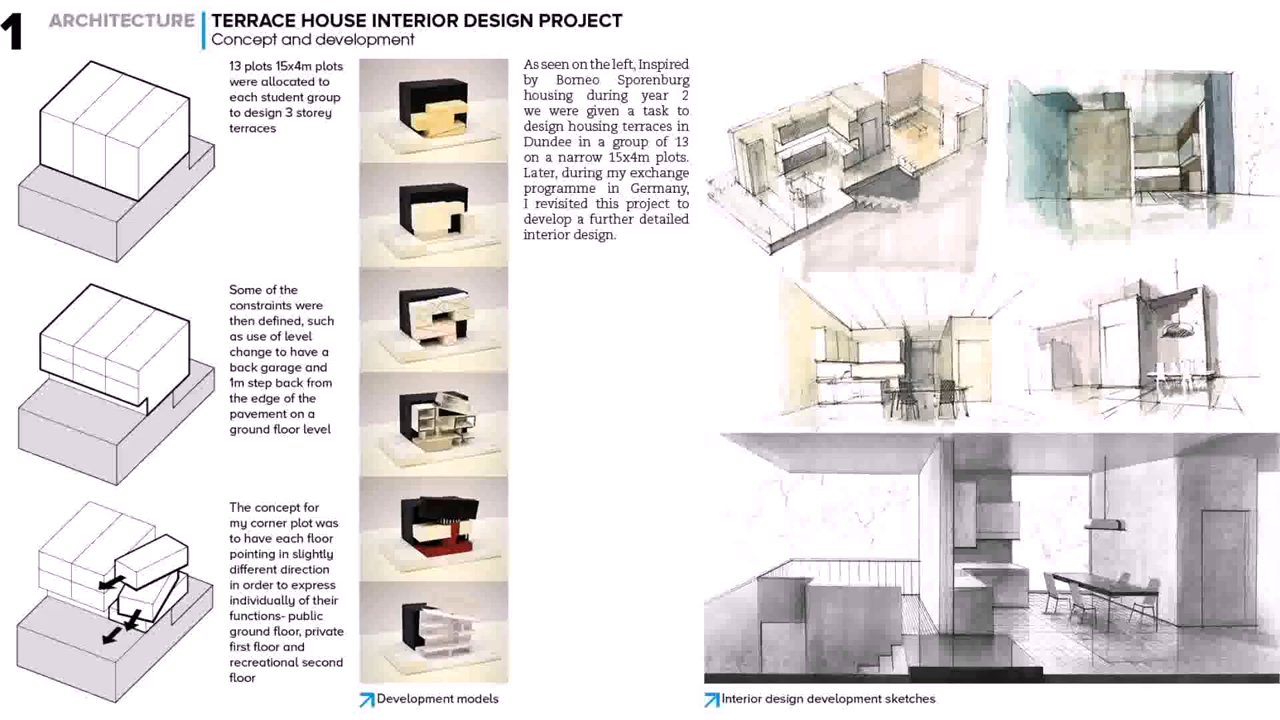 1
ARCHITECTURE
TERRACE HOUSE INTERIOR DESIGN PROJECT
Concept and development
13 plots 15x4m plots
were allocated to
each student group
to design 3 storey
terraces
Some of the
constraints were
then defined, such
as use of level
change to have a
back garage and
1m step back from
the edge of the
pavement on a
ground floor level
The concept for
my corner plot was
to have each floor
pointing in slightly
different direction
in order to express
individually of their
functions- public
ground floor, private
first floor and
recreational second
floor
Development models
As seen on the left, Inspired
by Borneo Sporenburg
housing during year 2
we were given a task to
design housing terraces in
Dundee in a group of 13
on a narrow 15x4m plots.
Later, during my exchange
programme in Germany,
I revisited this project to
develop a further detailed
interior design.
Interior design development sketches